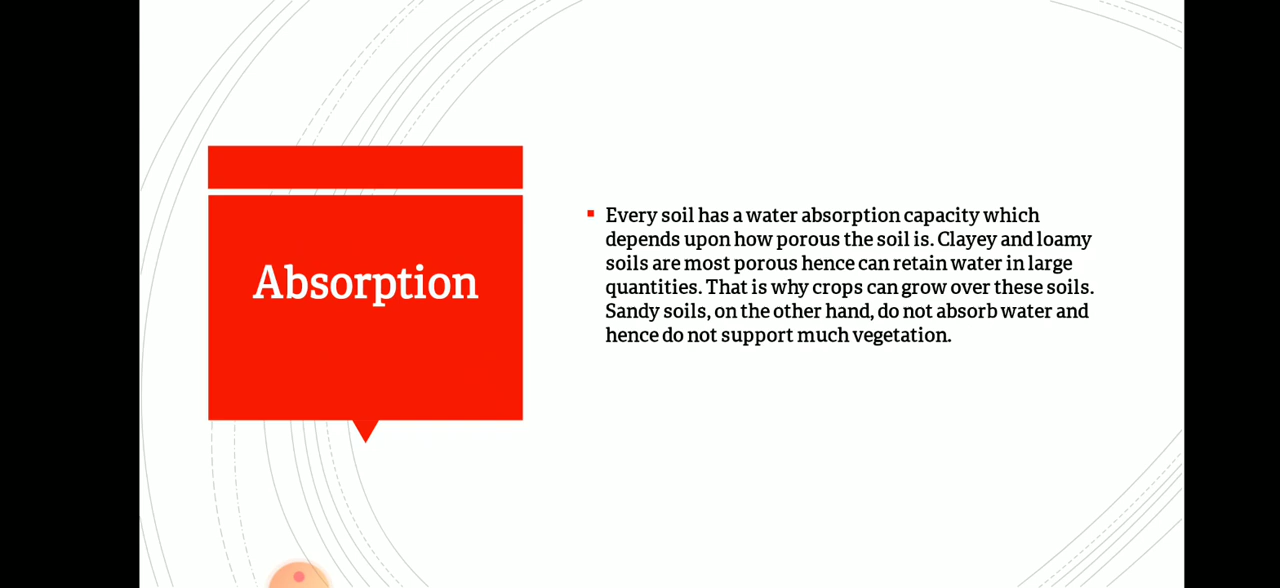 Absorption
Every soil has a water absorption capacity which
depends upon how porous the soil is. Clayey and loamy
soils are most porous hence can retain water in large
quantities. That is why crops can grow over these soils.
Sandy soils, on the other hand, do not absorb water and
hence do not support much vegetation.